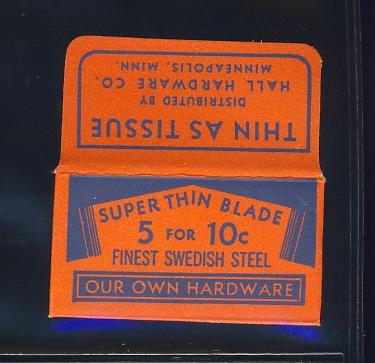 THIN AS TISSUE
DISTRIBUTED BY
HALL HARDWARE CO.
MINNEAPOLIS, MINN.
SUPER THIN BLADE
5 FOR 10c
FINEST SWEDISH STEEL
OUR OWN HARDWARE